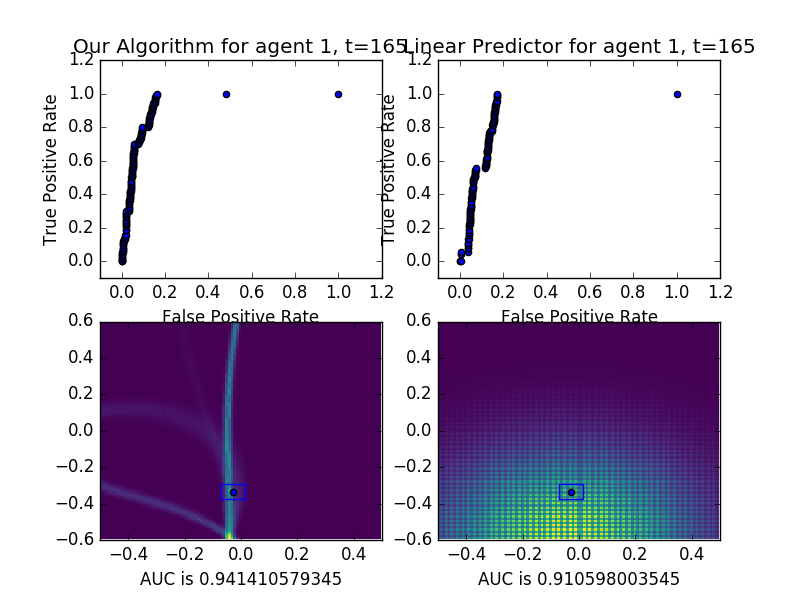 Our Algorithm for agent 1, t=165
Linear Predictor for agent 1, t=165
1.2
1.0
0.8
0.6
0.4
0.2
0.0
True Positive Rate
0.0 0.2 0.4 0.6 0.8 1.0 1.2
False Positive Rate
1.2
1.0
0.8
0.6
0.4
0.2
0.0
True Positive Rate
0.0 0.2 0.4 0.6 0.8 1.0 1.2
False Positive Rate
0.6
0.4
0.2
0.0
−0.2
−0.4
−0.6
−0.4 −0.2 0.0 0.2 0.4
AUC is 0.941410579345
0.6
0.4
0.2
0.0
−0.2
−0.4
−0.6
−0.4 −0.2 0.0 0.2 0.4
AUC is 0.910598003545